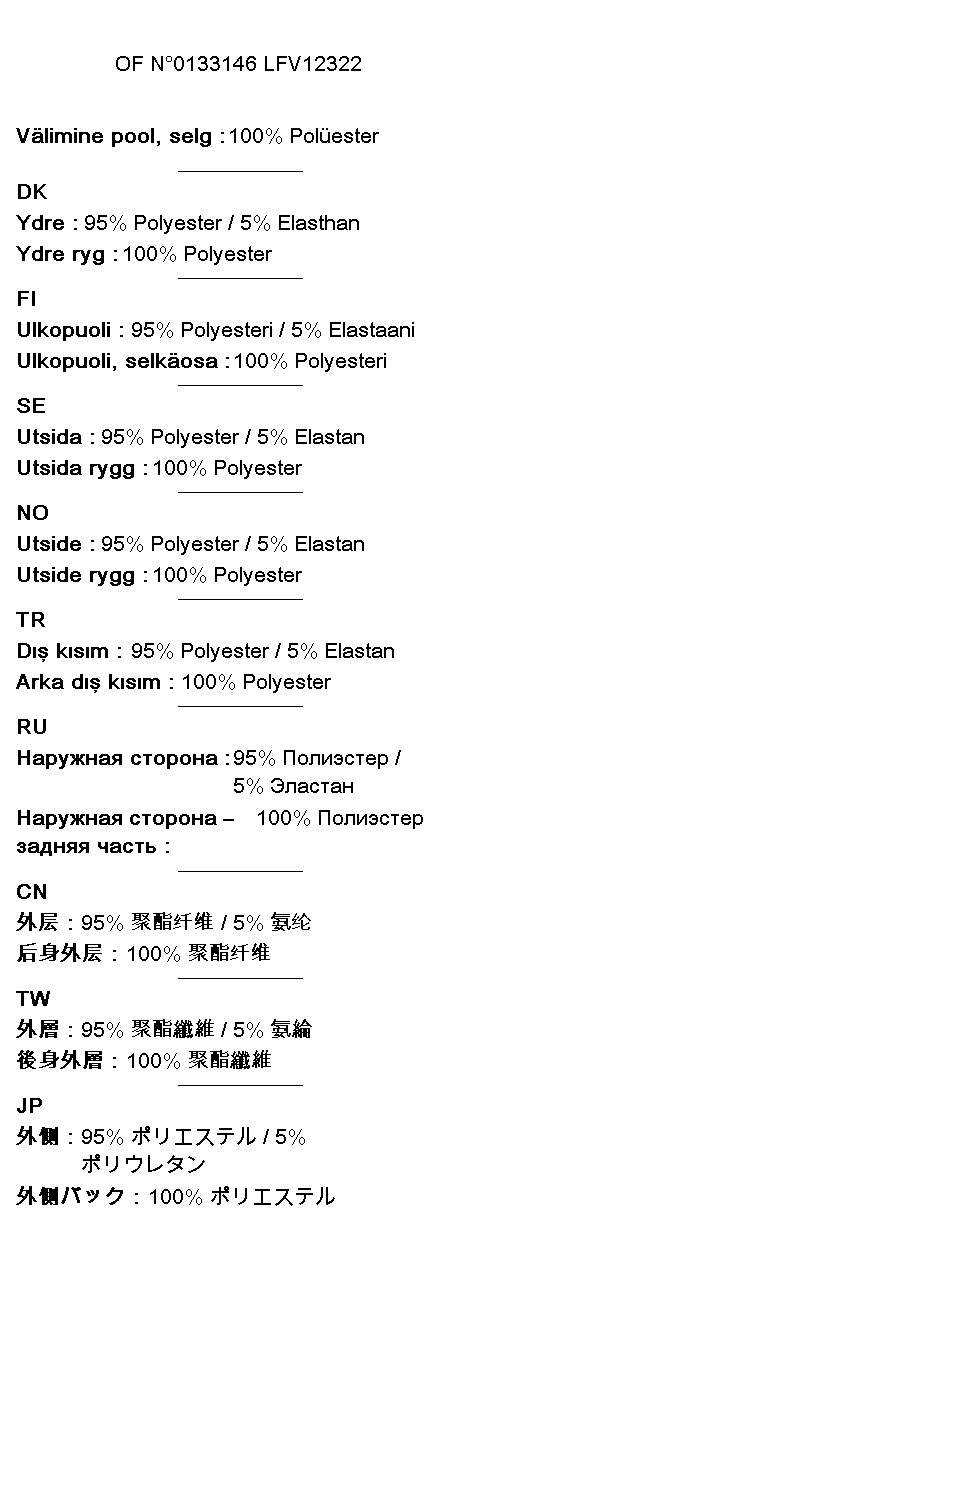 OF N°0133146 LFV12322
Välimine pool, selg : 100% Polüester
DK
Ydre : 95% Polyester / 5% Elasthan
Ydre ryg : 100% Polyester
FI
Ulkopuoli : 95% Polyesteri / 5% Elastaani
Ulkopuoli, selkäosa : 100% Polyesteri
SE
Utsida : 95% Polyester / 5% Elastan
Utsida rygg : 100% Polyester
NO
Utside : 95% Polyester / 5% Elastan
Utside rygg : 100% Polyester
TR
Dış kısım : 95% Polyester / 5% Elastan
Arka dış kısım : 100% Polyester
RU
Наружная сторона : 95% Полиэстер /
5% Эластан
Наружная сторона – 100% Полиэстер
задняя часть :
CN
外层 : 95% 聚酯纤维 / 5% 氨纶
后身外层 : 100% 聚酯纤维
TW
外層 : 95% 聚酯纖維 / 5% 氨綸
後身外層 : 100% 聚酯纖維
JP
外側 : 95% ポリエステル / 5%
ポリウレタン
外側バック : 100% ポリエステル